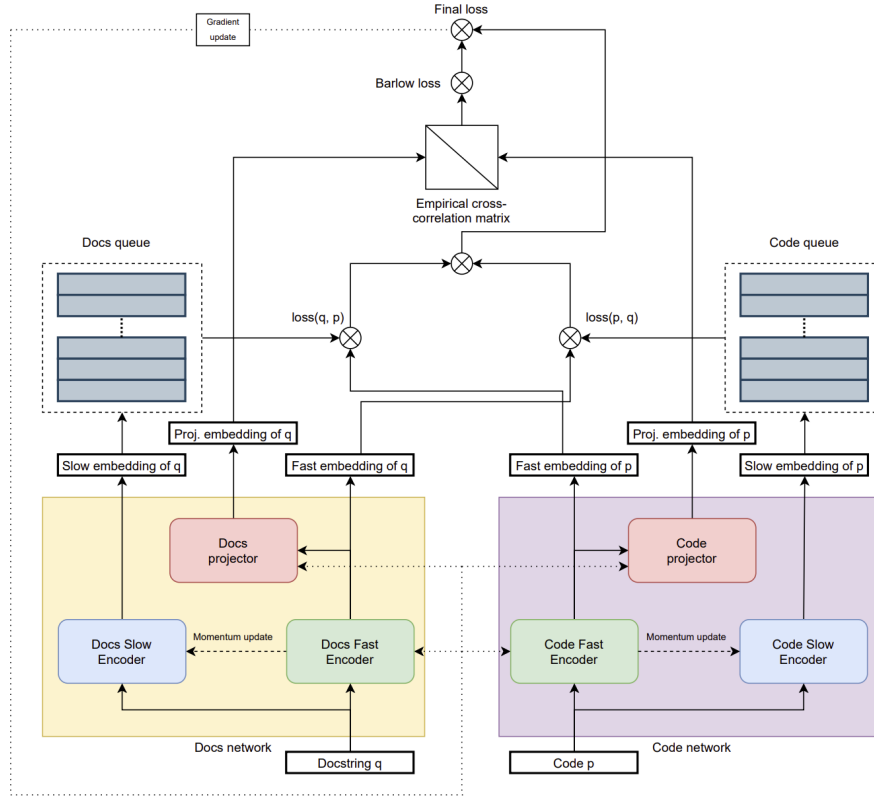 Final loss
Gradient
update
Barlow loss
Empirical cross-
correlation matrix
Docs queue
Code queue
loss(q, p)
loss(p, q)
Proj. embedding of q
Proj. embedding of p
Slow embedding of q
Fast embedding of q
Fast embedding of p
Slow embedding of p
Docs
projector
Code
projector
Docs Slow
Encoder
Momentum update
Docs Fast
Encoder
Code Fast
Encoder
Momentum update
Code Slow
Encoder
Docs network
Code network
Docstring q
Code p